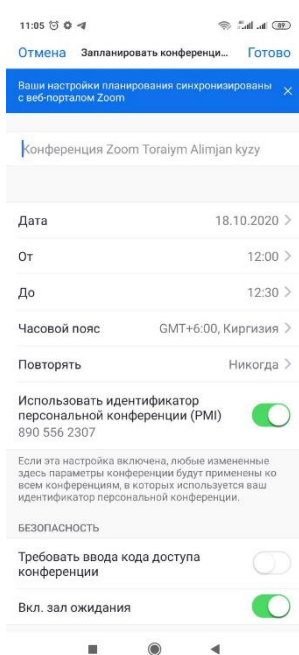 11:05
89
Отмена Запланировать конференци... Готово
Ваши настройки планирования синхронизированы
с веб-порталом Zoom
Конференция Zoom Toraiym Alimjan kyzy
Дата 18.10.2020
От 12:00
До 12:30
Часовой пояс GMT+6:00, Киргизия
Повторять Никогда
Использовать идентификатор
персональной конференции (PMI)
890 556 2307
Если эта настройка включена, любые измененные
здесь параметры конференции будут применены ко
всем конференциям, в которых используется ваш
идентификатор персональной конференции.
БЕЗОПАСНОСТЬ
Требовать ввода кода доступа
конференции
Вкл. зал ожидания